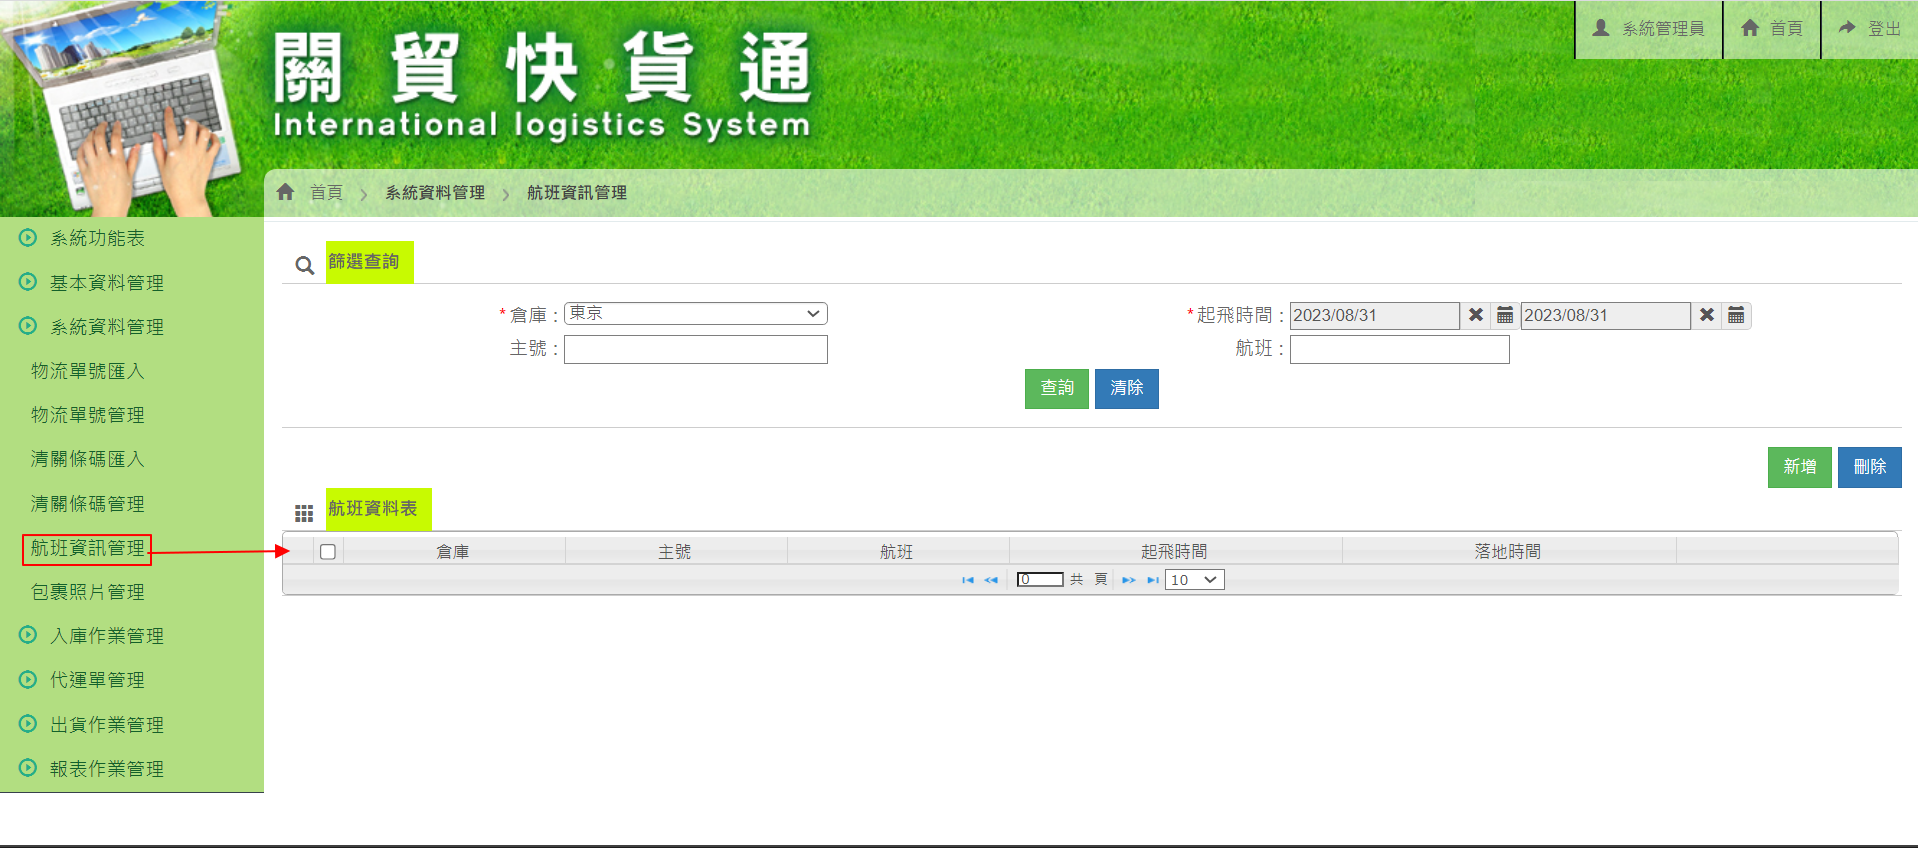 關貿快貨通
International logistics System
系統管理員
首頁
登出
首頁 > 系統資料管理 > 航班資訊管理
系統功能表
基本資料管理
系統資料管理
物流單號匯入
物流單號管理
清關條碼匯入
清關條碼管理
航班資訊管理
包裹照片管理
入庫作業管理
代運單管理
出貨作業管理
報表作業管理
篩選查詢
*倉庫：東京 *起飛時間：2023/08/31 2023/08/31
主號： 航班：
查詢 清除
新增 刪除
航班資料表
倉庫 主號 航班 起飛時間 落地時間
0 共 頁 10